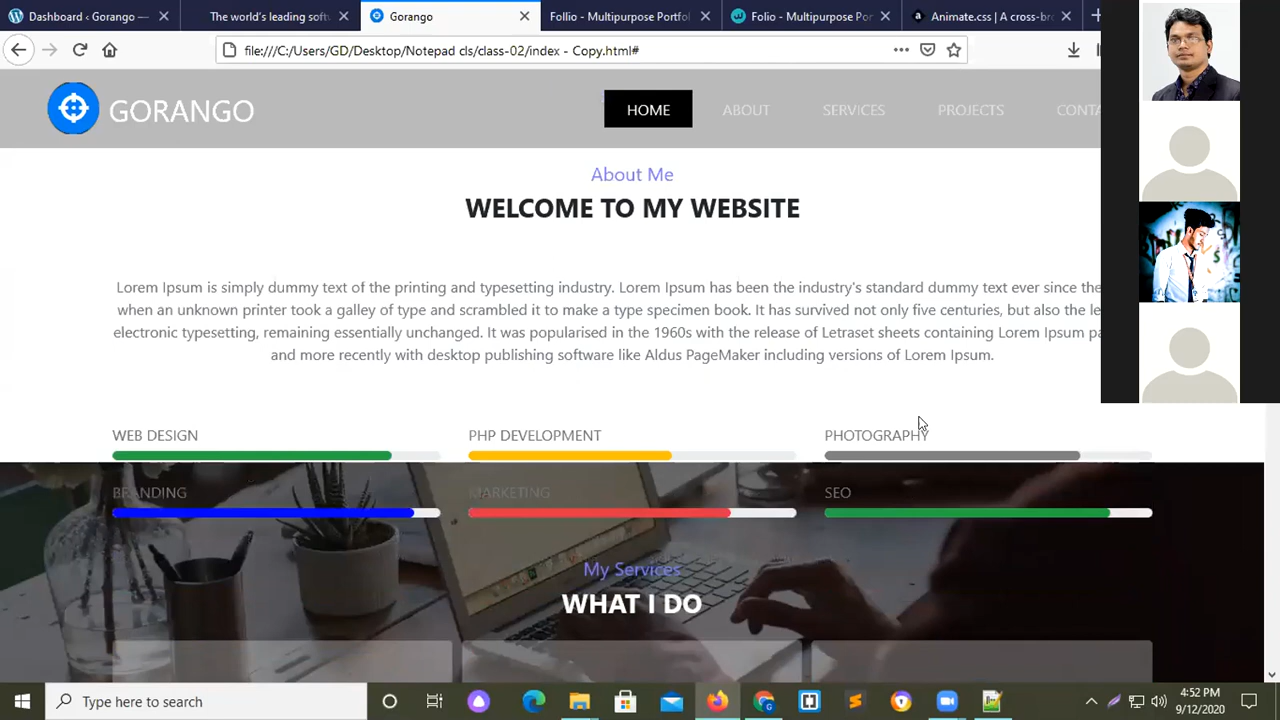 Dashboard ‹ Gorango —
The world's leading soft
Gorango
Follio - Multipurpose Portfol
Folio - Multipurpose Por
Animate.css | A cross-br
file:///C:/Users/GD/Desktop/Notepad cls/class-02/index - Copy.html#
GORANGO
HOME
ABOUT
SERVICES
PROJECTS
CONTA
About Me
WELCOME TO MY WEBSITE
Lorem Ipsum is simply dummy text of the printing and typesetting industry. Lorem Ipsum has been the industry's standard dummy text ever since the
when an unknown printer took a galley of type and scrambled it to make a type specimen book. It has survived not only five centuries, but also the le
electronic typesetting, remaining essentially unchanged. It was popularised in the 1960s with the release of Letraset sheets containing Lorem Ipsum pa
and more recently with desktop publishing software like Aldus PageMaker including versions of Lorem Ipsum.
WEB DESIGN
PHP DEVELOPMENT
PHOTOGRAPHY
BRANDING
MARKETING
SEO
My Services
WHAT I DO
Type here to search
4:52 PM
9/12/2020